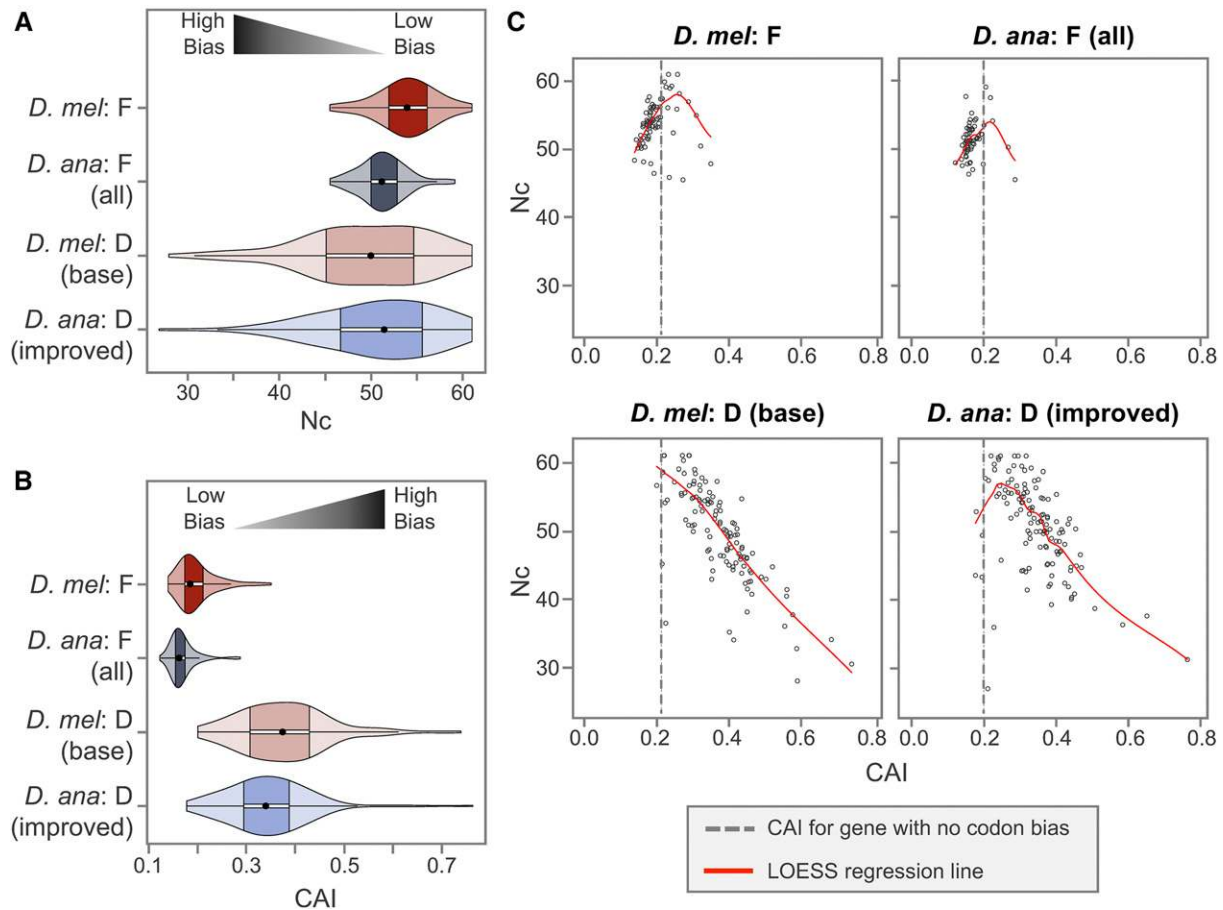 A
High
Bias
Low
Bias
D. mel: F
D. ana: F
(all)
D. mel: D
(base)
D. ana: D
(improved)
30 40 50 60
Nc
B
Low
Bias
High
Bias
D. mel: F
D. ana: F
(all)
D. mel: D
(base)
D. ana: D
(improved)
0.1 0.3 0.5 0.7
CAI
C
D. mel: F
D. ana: F (all)
60
50
40
30
Nc
0.0 0.2 0.4 0.6 0.8
0.0 0.2 0.4 0.6 0.8
D. mel: D (base)
D. ana: D (improved)
60
50
40
30
Nc
0.0 0.2 0.4 0.6 0.8
0.0 0.2 0.4 0.6 0.8
CAI
CAI for gene with no codon bias
LOESS regression line